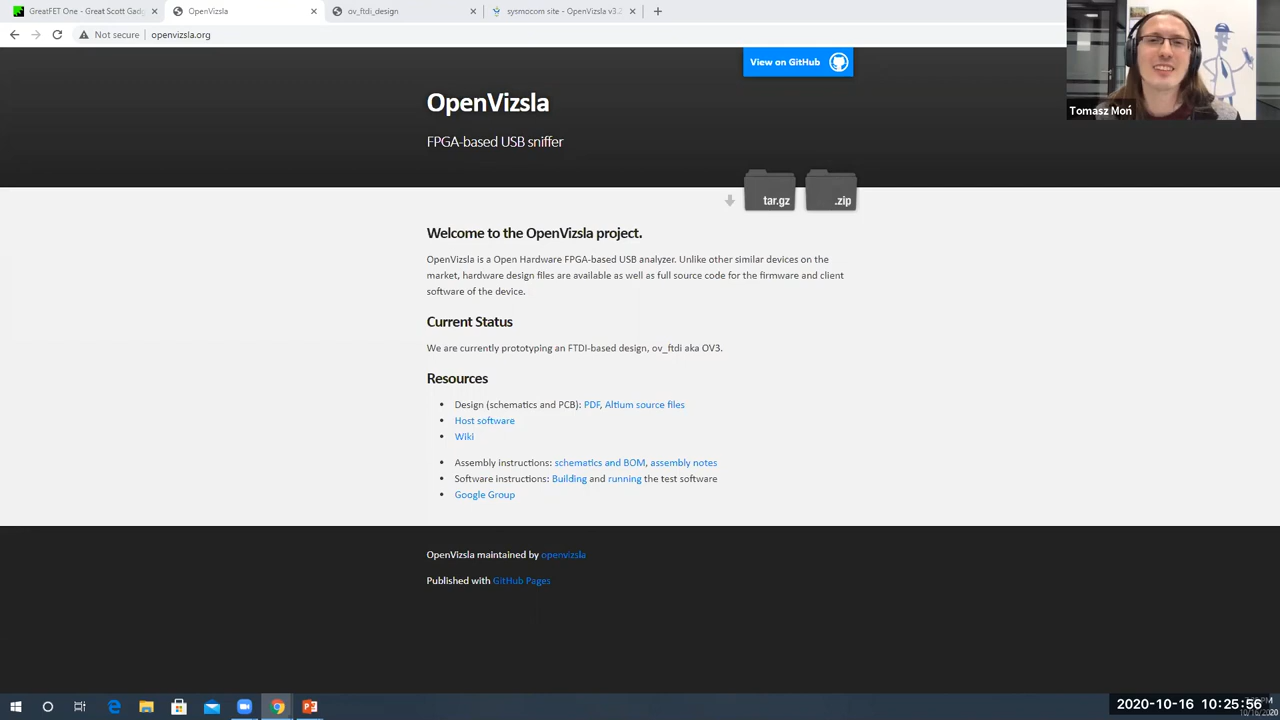 GreatFET One - Great Scott Gadg
OpenVizsla
ov_ftdi_design
sysmocom site - OpenVizsla v3.2
Not secure
openvizsla.org
View on GitHub
OpenVizsla
FPGA-based USB sniffer
tar.gz
.zip
Tomasz Moń
Welcome to the OpenVizsla project.
OpenVizsla is a Open Hardware FPGA-based USB analyzer. Unlike other similar devices on the
market, hardware design files are available as well as full source code for the firmware and client
software of the device.
Current Status
We are currently prototyping an FTDI-based design, ov_ftdi aka OV3.
Resources
Design (schematics and PCB): PDF, Altium source files
Host software
Wiki
Assembly instructions: schematics and BOM, assembly notes
Software instructions: Building and running the test software
Google Group
OpenVizsla maintained by openvizsla
Published with GitHub Pages
2020-10-16 10:25:56